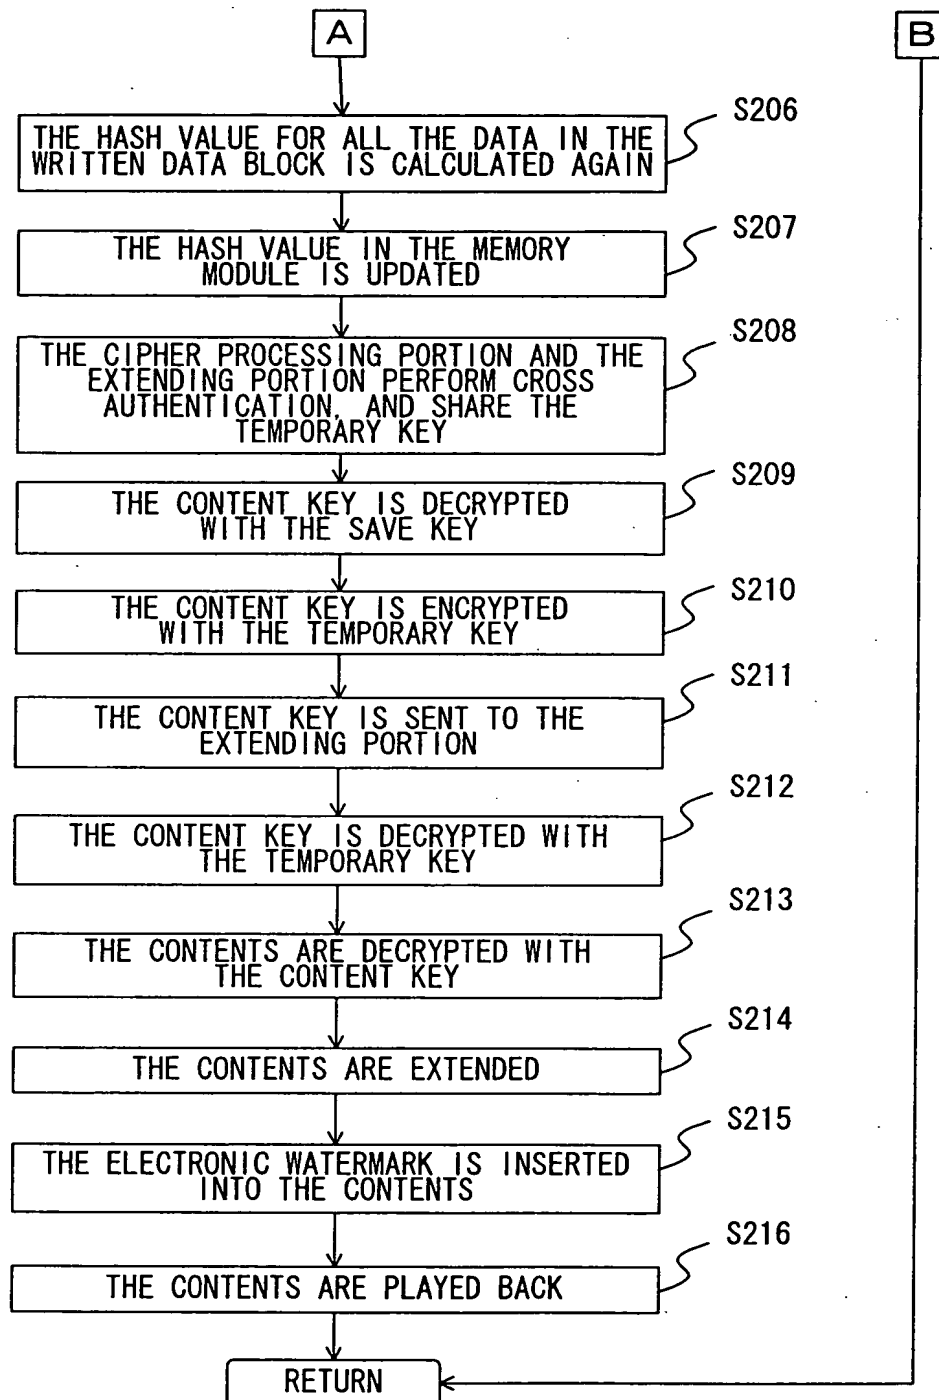 A
B
THE HASH VALUE FOR ALL THE DATA IN THE
WRITTEN DATA BLOCK IS CALCULATED AGAIN
S206
THE HASH VALUE IN THE MEMORY
MODULE IS UPDATED
S207
THE CIPHER PROCESSING PORTION AND THE
EXTENDING PORTION PERFORM CROSS
AUTHENTICATION, AND SHARE THE
TEMPORARY KEY
S208
THE CONTENT KEY IS DECRYPTED
WITH THE SAVE KEY
S209
THE CONTENT KEY IS ENCRYPTED
WITH THE TEMPORARY KEY
S210
THE CONTENT KEY IS SENT TO THE
EXTENDING PORTION
S211
THE CONTENT KEY IS DECRYPTED WITH
THE TEMPORARY KEY
S212
THE CONTENTS ARE DECRYPTED WITH
THE CONTENT KEY
S213
THE CONTENTS ARE EXTENDED
S214
THE ELECTRONIC WATERMARK IS INSERTED
INTO THE CONTENTS
S215
THE CONTENTS ARE PLAYED BACK
S216
RETURN